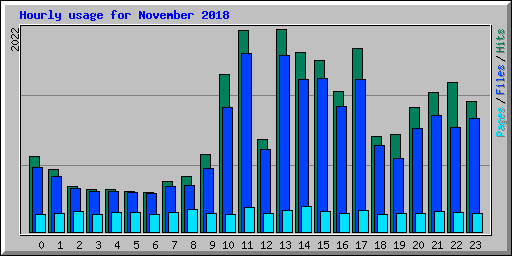 Hourly usage for November 2018
2022
Pages/Files/Hits
0 1 2 3 4 5 6 7 8 9 10 11 12 13 14 15 16 17 18 19 20 21 22 23